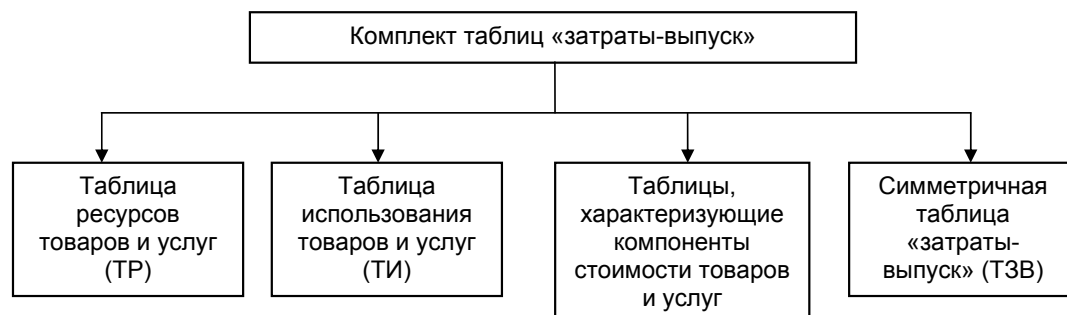 Комплект таблиц «затраты-выпуск»
Таблица
ресурсов
товаров и услуг
(ТР)
Таблица
использования
товаров и услуг
(ТИ)
Таблицы,
характеризующие
компоненты
стоимости товаров
и услуг
Симметричная
таблица
«затраты-
выпуск» (ТЗВ)